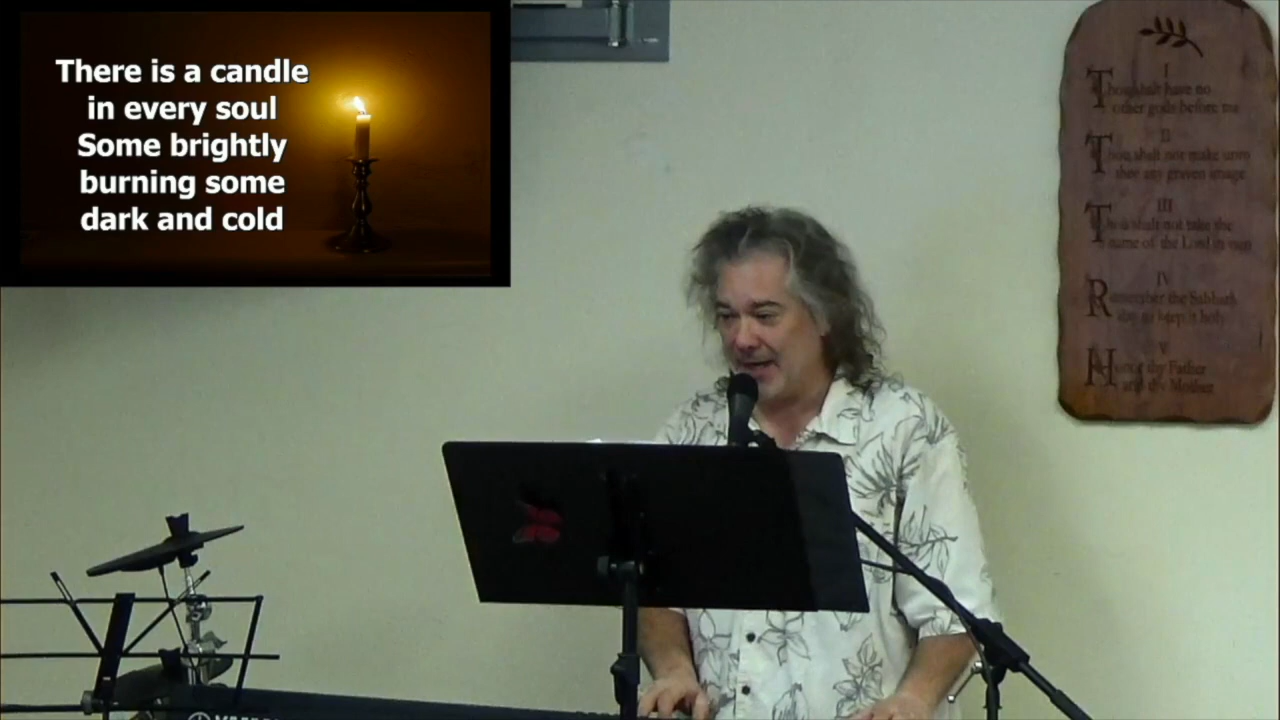 There is a candle
in every soul
Some brightly
burning some
dark and cold
I
Thou shalt have no
other gods before me
II
Thou shalt not make unto
thee any graven image
III
Thou shalt not take the
name of the Lord in vain
IV
Remember the Sabbath
day to keep it holy
V
Honor thy Father
and thy Mother
YAMAHA